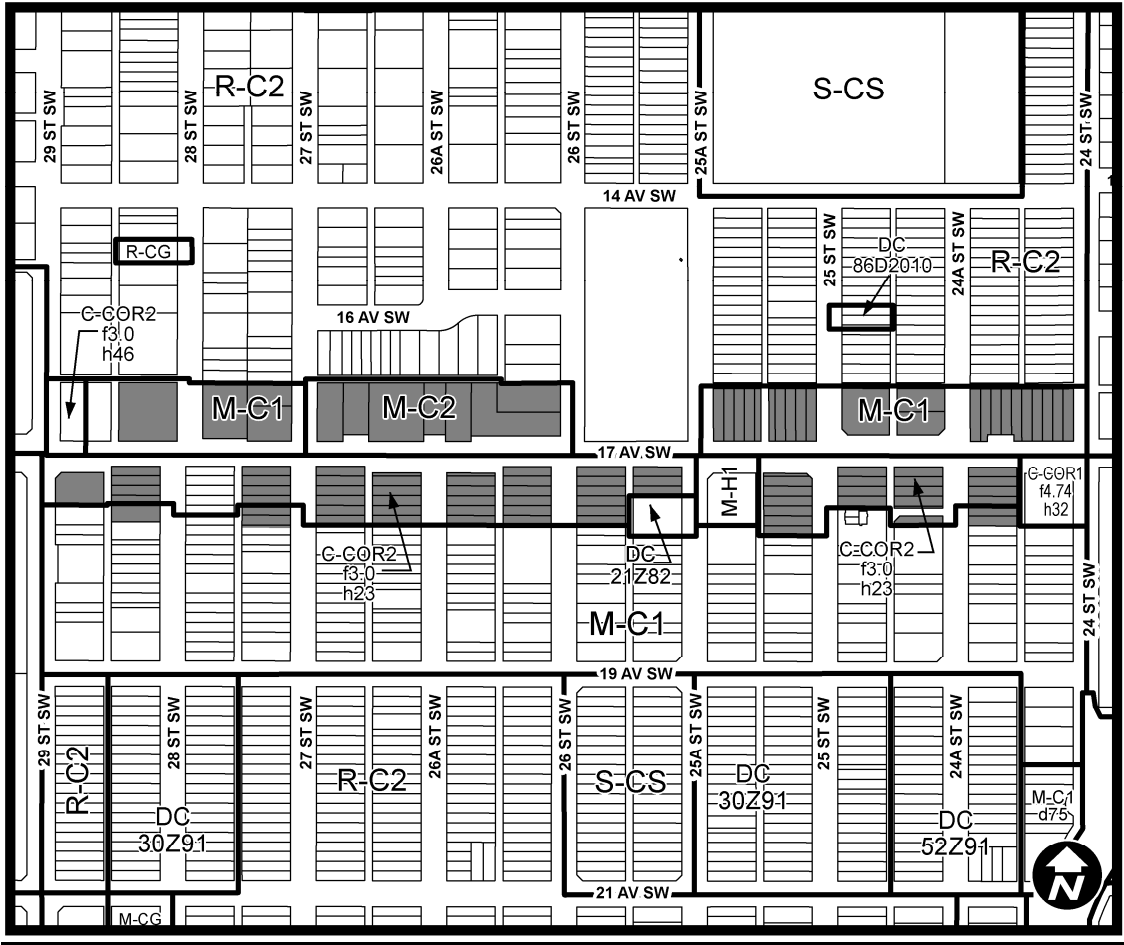 R-C2
S-CS
29 ST SW
28 ST SW
27 ST SW
26A ST SW
26 ST SW
25A ST SW
24 ST SW
14 AV SW
1
R-CG
25 ST SW
DC
86D2010
24A ST SW
R-C2
C-COR2
f3.0
h46
16 AV SW
M-C1
M-C2
M-C1
17 AV SW
M-H1
C-COR1
f4.74
h32
C-COR2
f3.0
h23
DC
21Z82
C-COR2
f3.0
h23
M-C1
24 ST SW
19 AV SW
29 ST SW
R-C2
28 ST SW
DC
30Z91
27 ST SW
R-C2
26A ST SW
26 ST SW
S-CS
25A ST SW
DC
30Z91
25 ST SW
24A ST SW
DC
52Z91
M-C1
d75
21 AV SW
M-CG
N